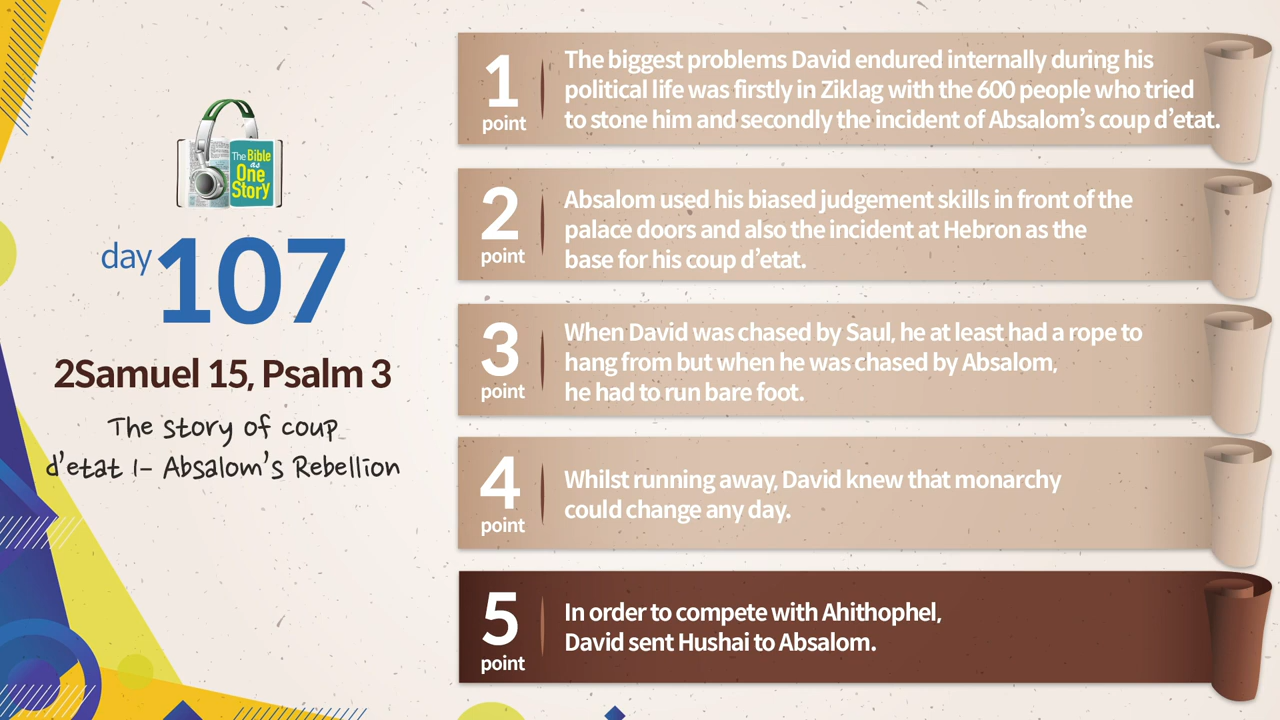 The Bible
as
One
Story
day 107
2Samuel 15, Psalm 3
The story of coup
d'etat 1- Absalom's Rebellion
1
point
The biggest problems David endured internally during his
political life was firstly in Ziklag with the 600 people who tried
to stone him and secondly the incident of Absalom's coup d'etat.
2
point
Absalom used his biased judgement skills in front of the
palace doors and also the incident at Hebron as the
base for his coup d'etat.
3
point
When David was chased by Saul, he at least had a rope to
hang from but when he was chased by Absalom,
he had to run bare foot.
4
point
Whilst running away, David knew that monarchy
could change any day.
5
point
In order to compete with Ahithophel,
David sent Hushai to Absalom.